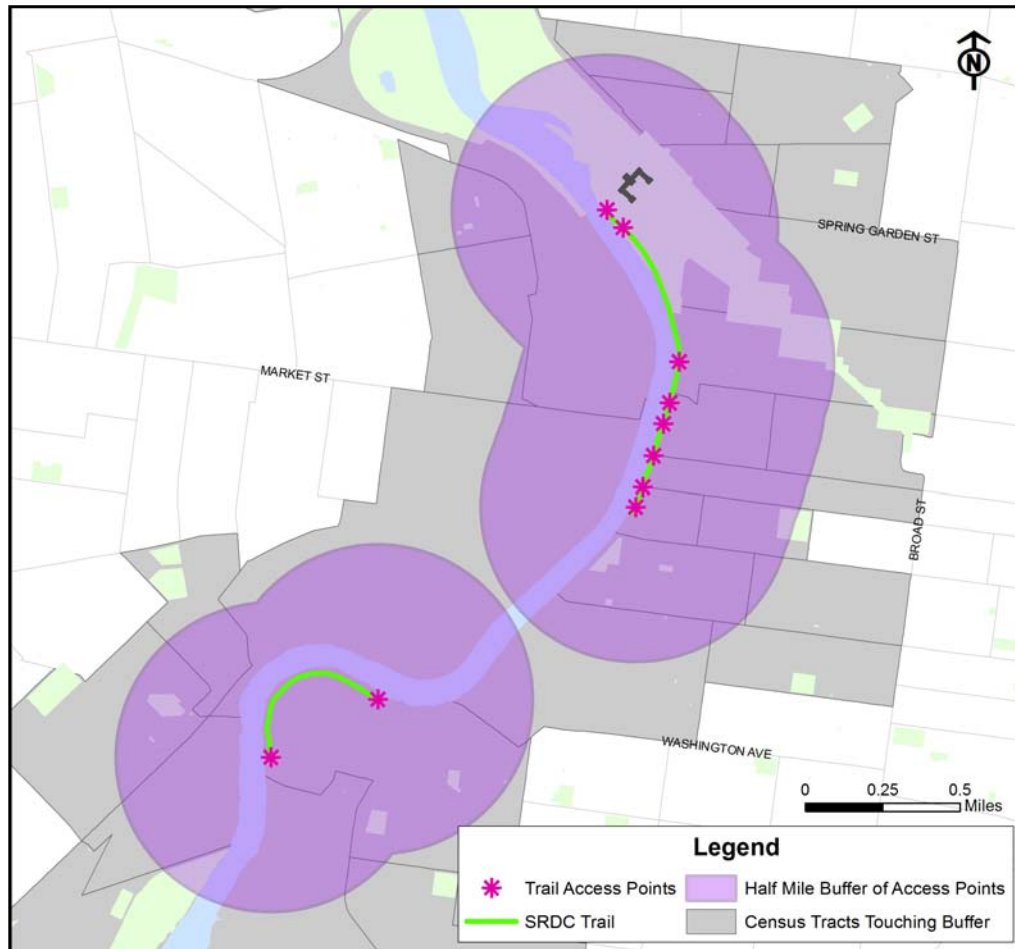 N
SPRING GARDEN ST
MARKET ST
BROAD ST
WASHINGTON AVE
0 0.25 0.5
Miles
Legend
Trail Access Points
Half Mile Buffer of Access Points
SRDC Trail
Census Tracts Touching Buffer